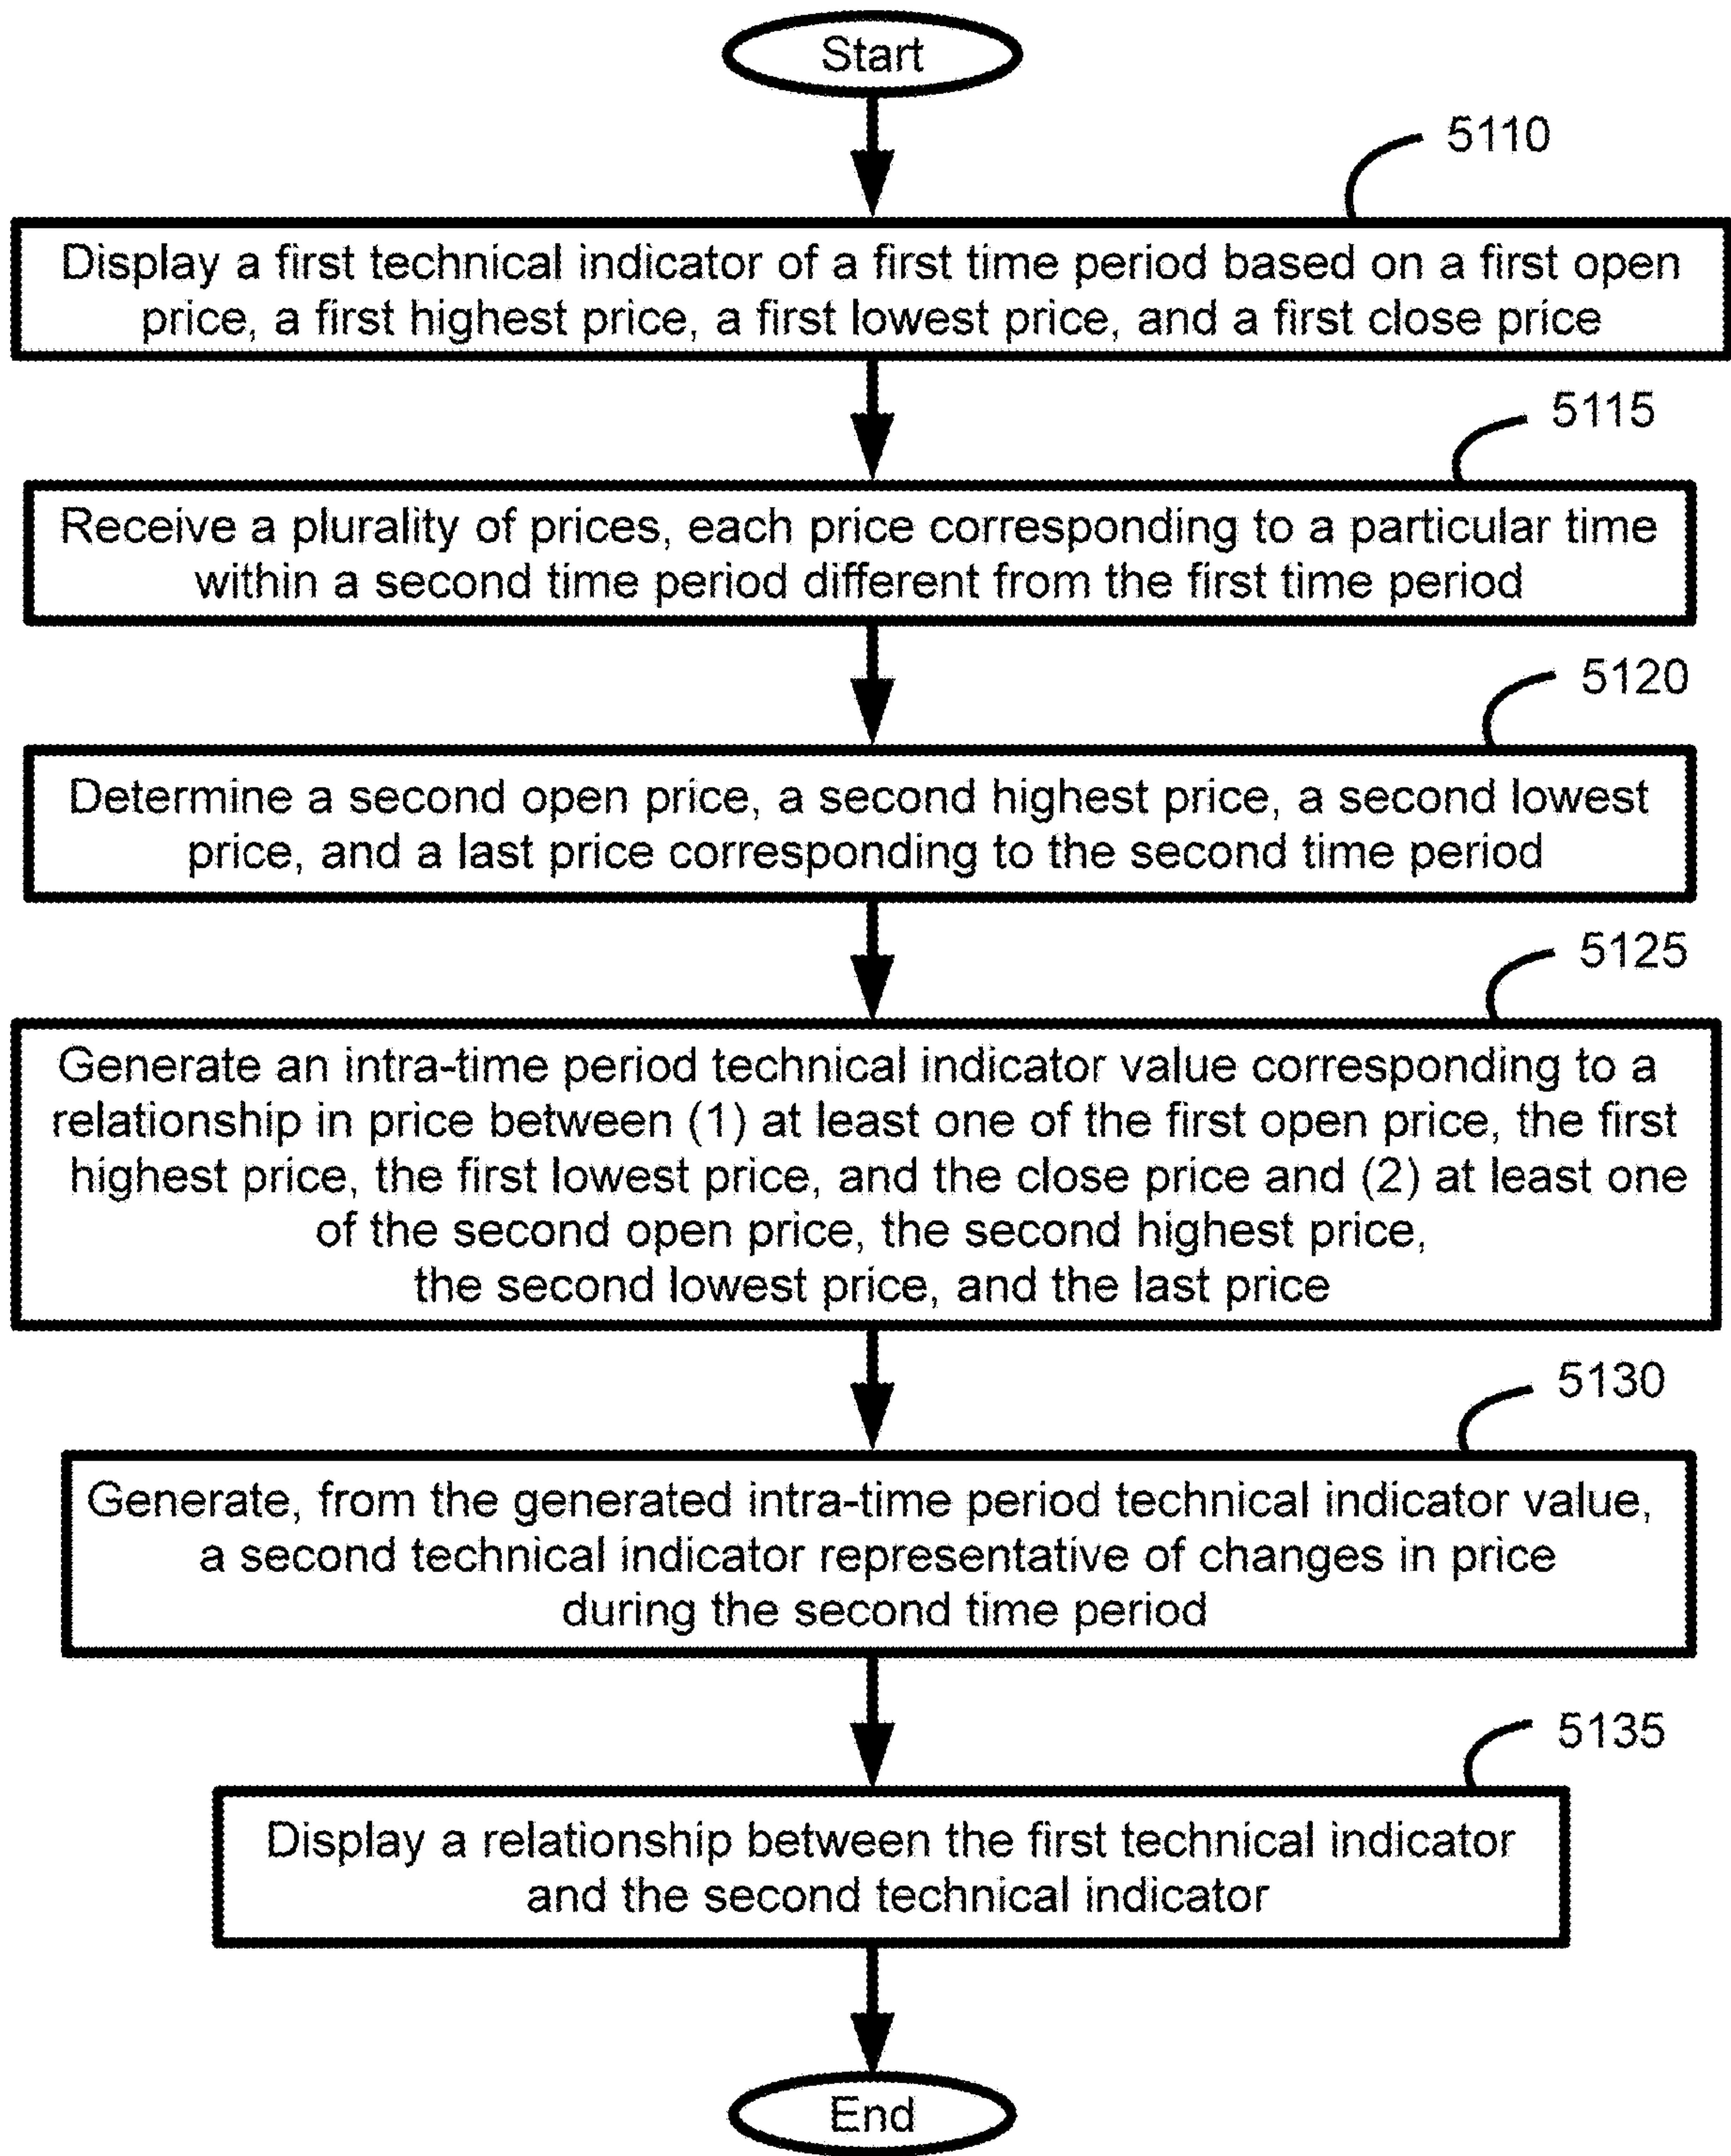 Start
5110
Display a first technical indicator of a first time period based on a first open
price, a first highest price, a first lowest price, and a first close price
5115
Receive a plurality of prices, each price corresponding to a particular time
within a second time period different from the first time period
5120
Determine a second open price, a second highest price, a second lowest
price, and a last price corresponding to the second time period
5125
Generate an intra-time period technical indicator value corresponding to a
relationship in price between (1) at least one of the first open price, the first
highest price, the first lowest price, and the close price and (2) at least one
of the second open price, the second highest price,
the second lowest price, and the last price
5130
Generate, from the generated intra-time period technical indicator value,
a second technical indicator representative of changes in price
during the second time period
5135
Display a relationship between the first technical indicator
and the second technical indicator
End